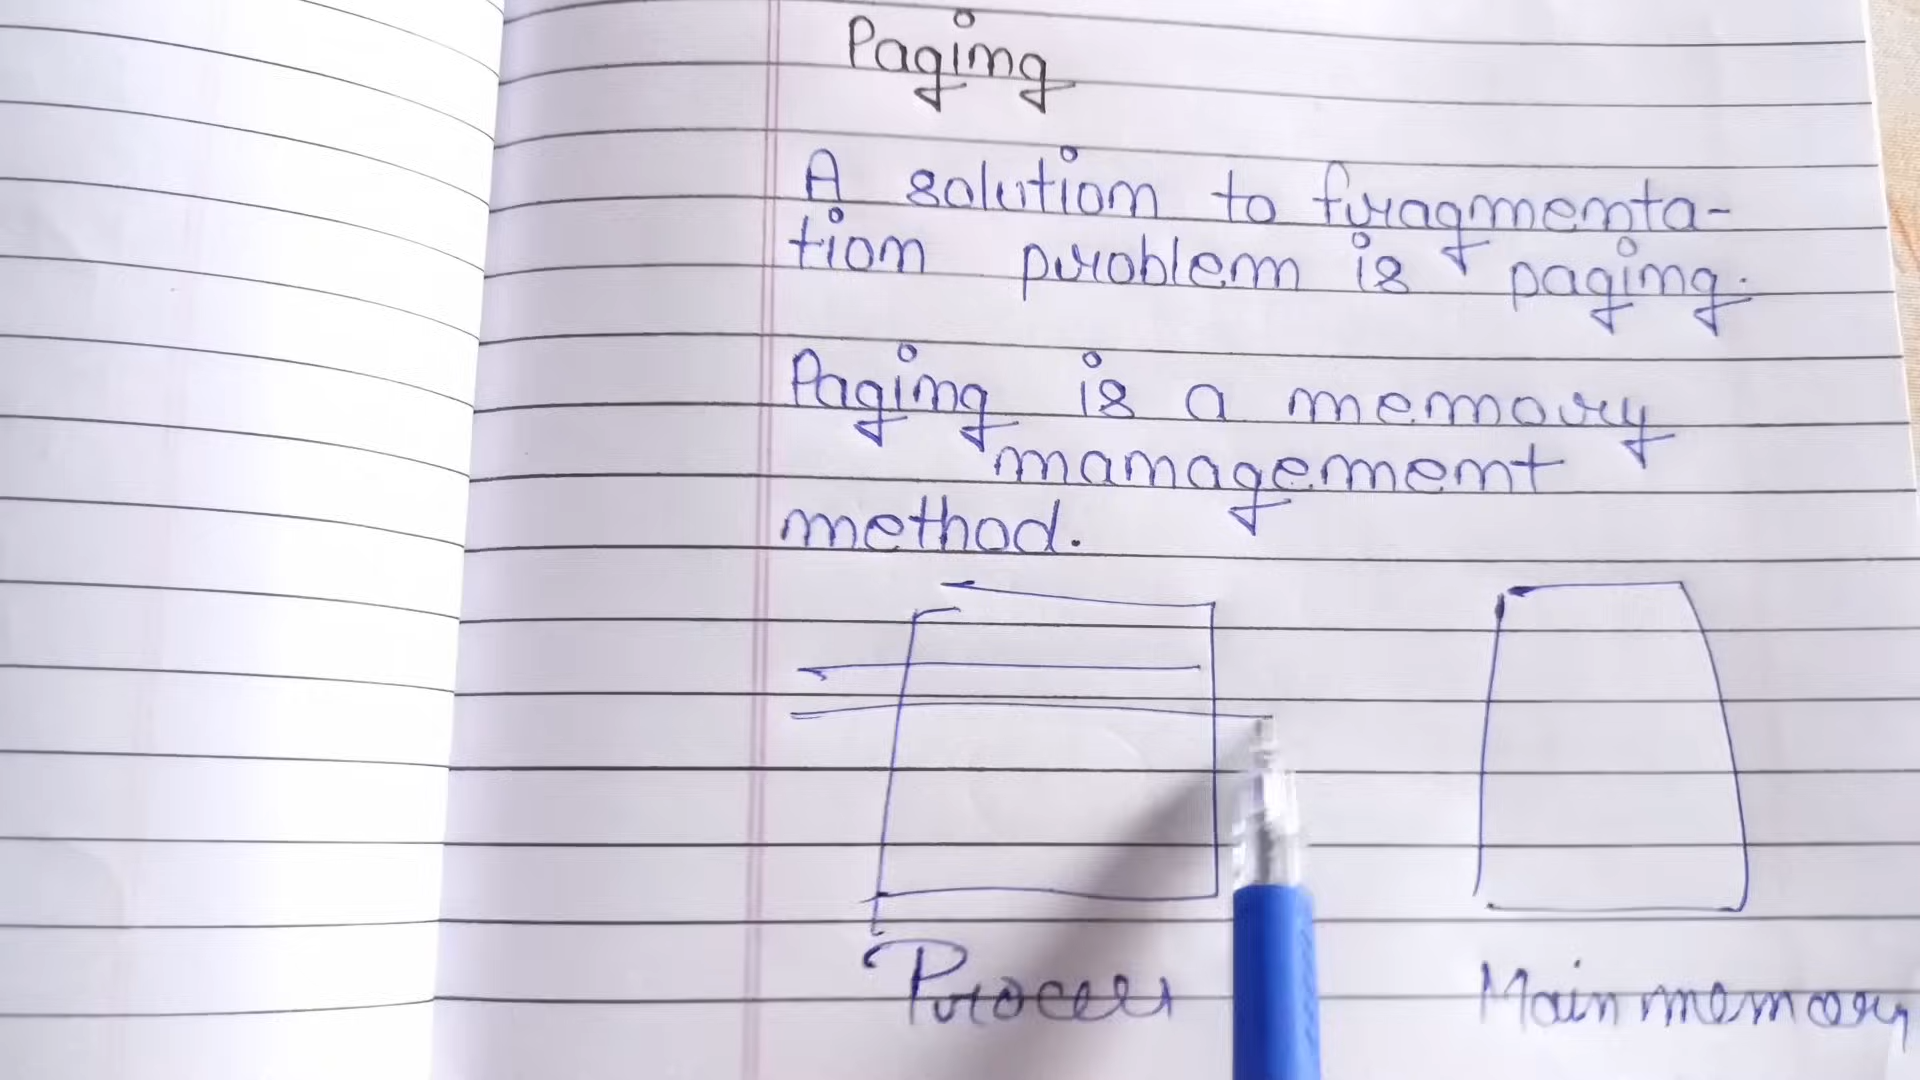 Paging
A solution to fragmenta-
tion problem is paging.
Paging is a memory
management
method.
Process
Main memory